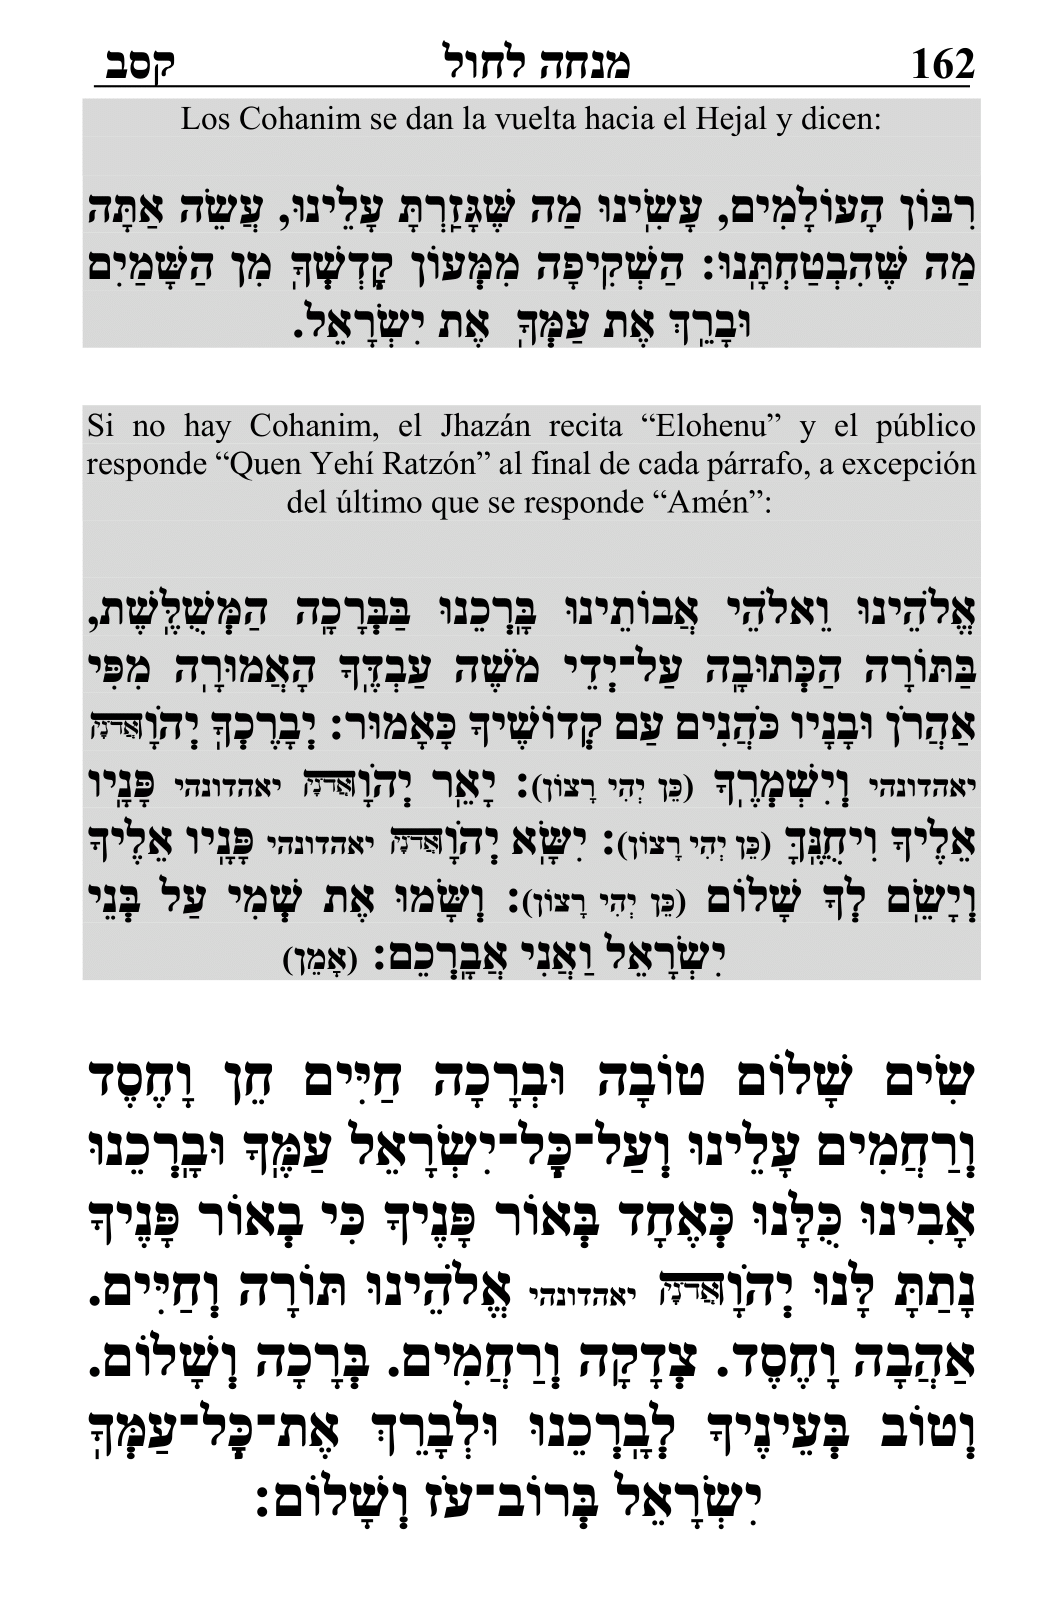 162 מנחה לחול קסב
Los Cohanim se dan la vuelta hacia el Hejal y dicen:
רִבּוֹן הָעוֹלָמִים, עָשִׂינוּ מַה שֶּׁגָּזַרְתָּ עָלֵינוּ, עֲשֵׂה אַתָּה
מַה שֶּׁהִבְטַחְתָּנוּ: הַשְׁקִיפָה מִמְּעוֹן קָדְשְׁךָ מִן הַשָּׁמַיִם
וּבָרֵךְ אֶת עַמְּךָ אֶת יִשְׂרָאֵל.
Si no hay Cohanim, el Jhazán recita “Elohenu” y el público
responde “Quen Yehí Ratzón” al final de cada párrafo, a excepción
del último que se responde “Amén”:
אֱלֹהֵינוּ וֵאלֹהֵי אֲבוֹתֵינוּ בָּרְכֵנוּ בַּבְּרָכָה הַמְּשֻׁלֶּשֶׁת,
בַּתּוֹרָה הַכְּתוּבָה עַל־יְדֵי מֹשֶׁה עַבְדֶּךָ הָאֲמוּרָה מִפִּי
אַהֲרֹן וּבָנָיו כֹּהֲנִים עַם קְדוֹשֶׁיךָ כָּאָמוּר: יְבָרֶכְךָ יְהֹוָאֲדֹנָי
יאהדונהי וְיִשְׁמְרֶךָ (כֵּן יְהִי רָצוֹן): יָאֵר יְהֹוָאֲדֹנָי יאהדונהי פָּנָיו
אֵלֶיךָ וִיחֻנֶּךָּ (כֵּן יְהִי רָצוֹן): יִשָּׂא יְהֹוָאֲדֹנָי יאהדונהי פָּנָיו אֵלֶיךָ
וְיָשֵׂם לְךָ שָׁלוֹם (כֵּן יְהִי רָצוֹן): וְשָׂמוּ אֶת שְׁמִי עַל בְּנֵי
יִשְׂרָאֵל וַאֲנִי אֲבָרְכֵם: (אָמֵן)
שִׂים שָׁלוֹם טוֹבָה וּבְרָכָה חַיִּים חֵן וָחֶסֶד
וְרַחֲמִים עָלֵינוּ וְעַל־כָּל־יִשְׂרָאֵל עַמֶּךָ וּבָרְכֵנוּ
אָבִינוּ כֻּלָּנוּ כְּאֶחָד בְּאוֹר פָּנֶיךָ כִּי בְאוֹר פָּנֶיךָ
נָתַתָּ לָּנוּ יְהֹוָאֲדֹנָי יאהדונהי אֱלֹהֵינוּ תּוֹרָה וְחַיִּים.
אַהֲבָה וָחֶסֶד. צְדָקָה וְרַחֲמִים. בְּרָכָה וְשָׁלוֹם.
וְטוֹב בְּעֵינֶיךָ לְבָרְכֵנוּ וּלְבָרֵךְ אֶת־כָּל־עַמְּךָ
יִשְׂרָאֵל בְּרוֹב־עֹז וְשָׁלוֹם: